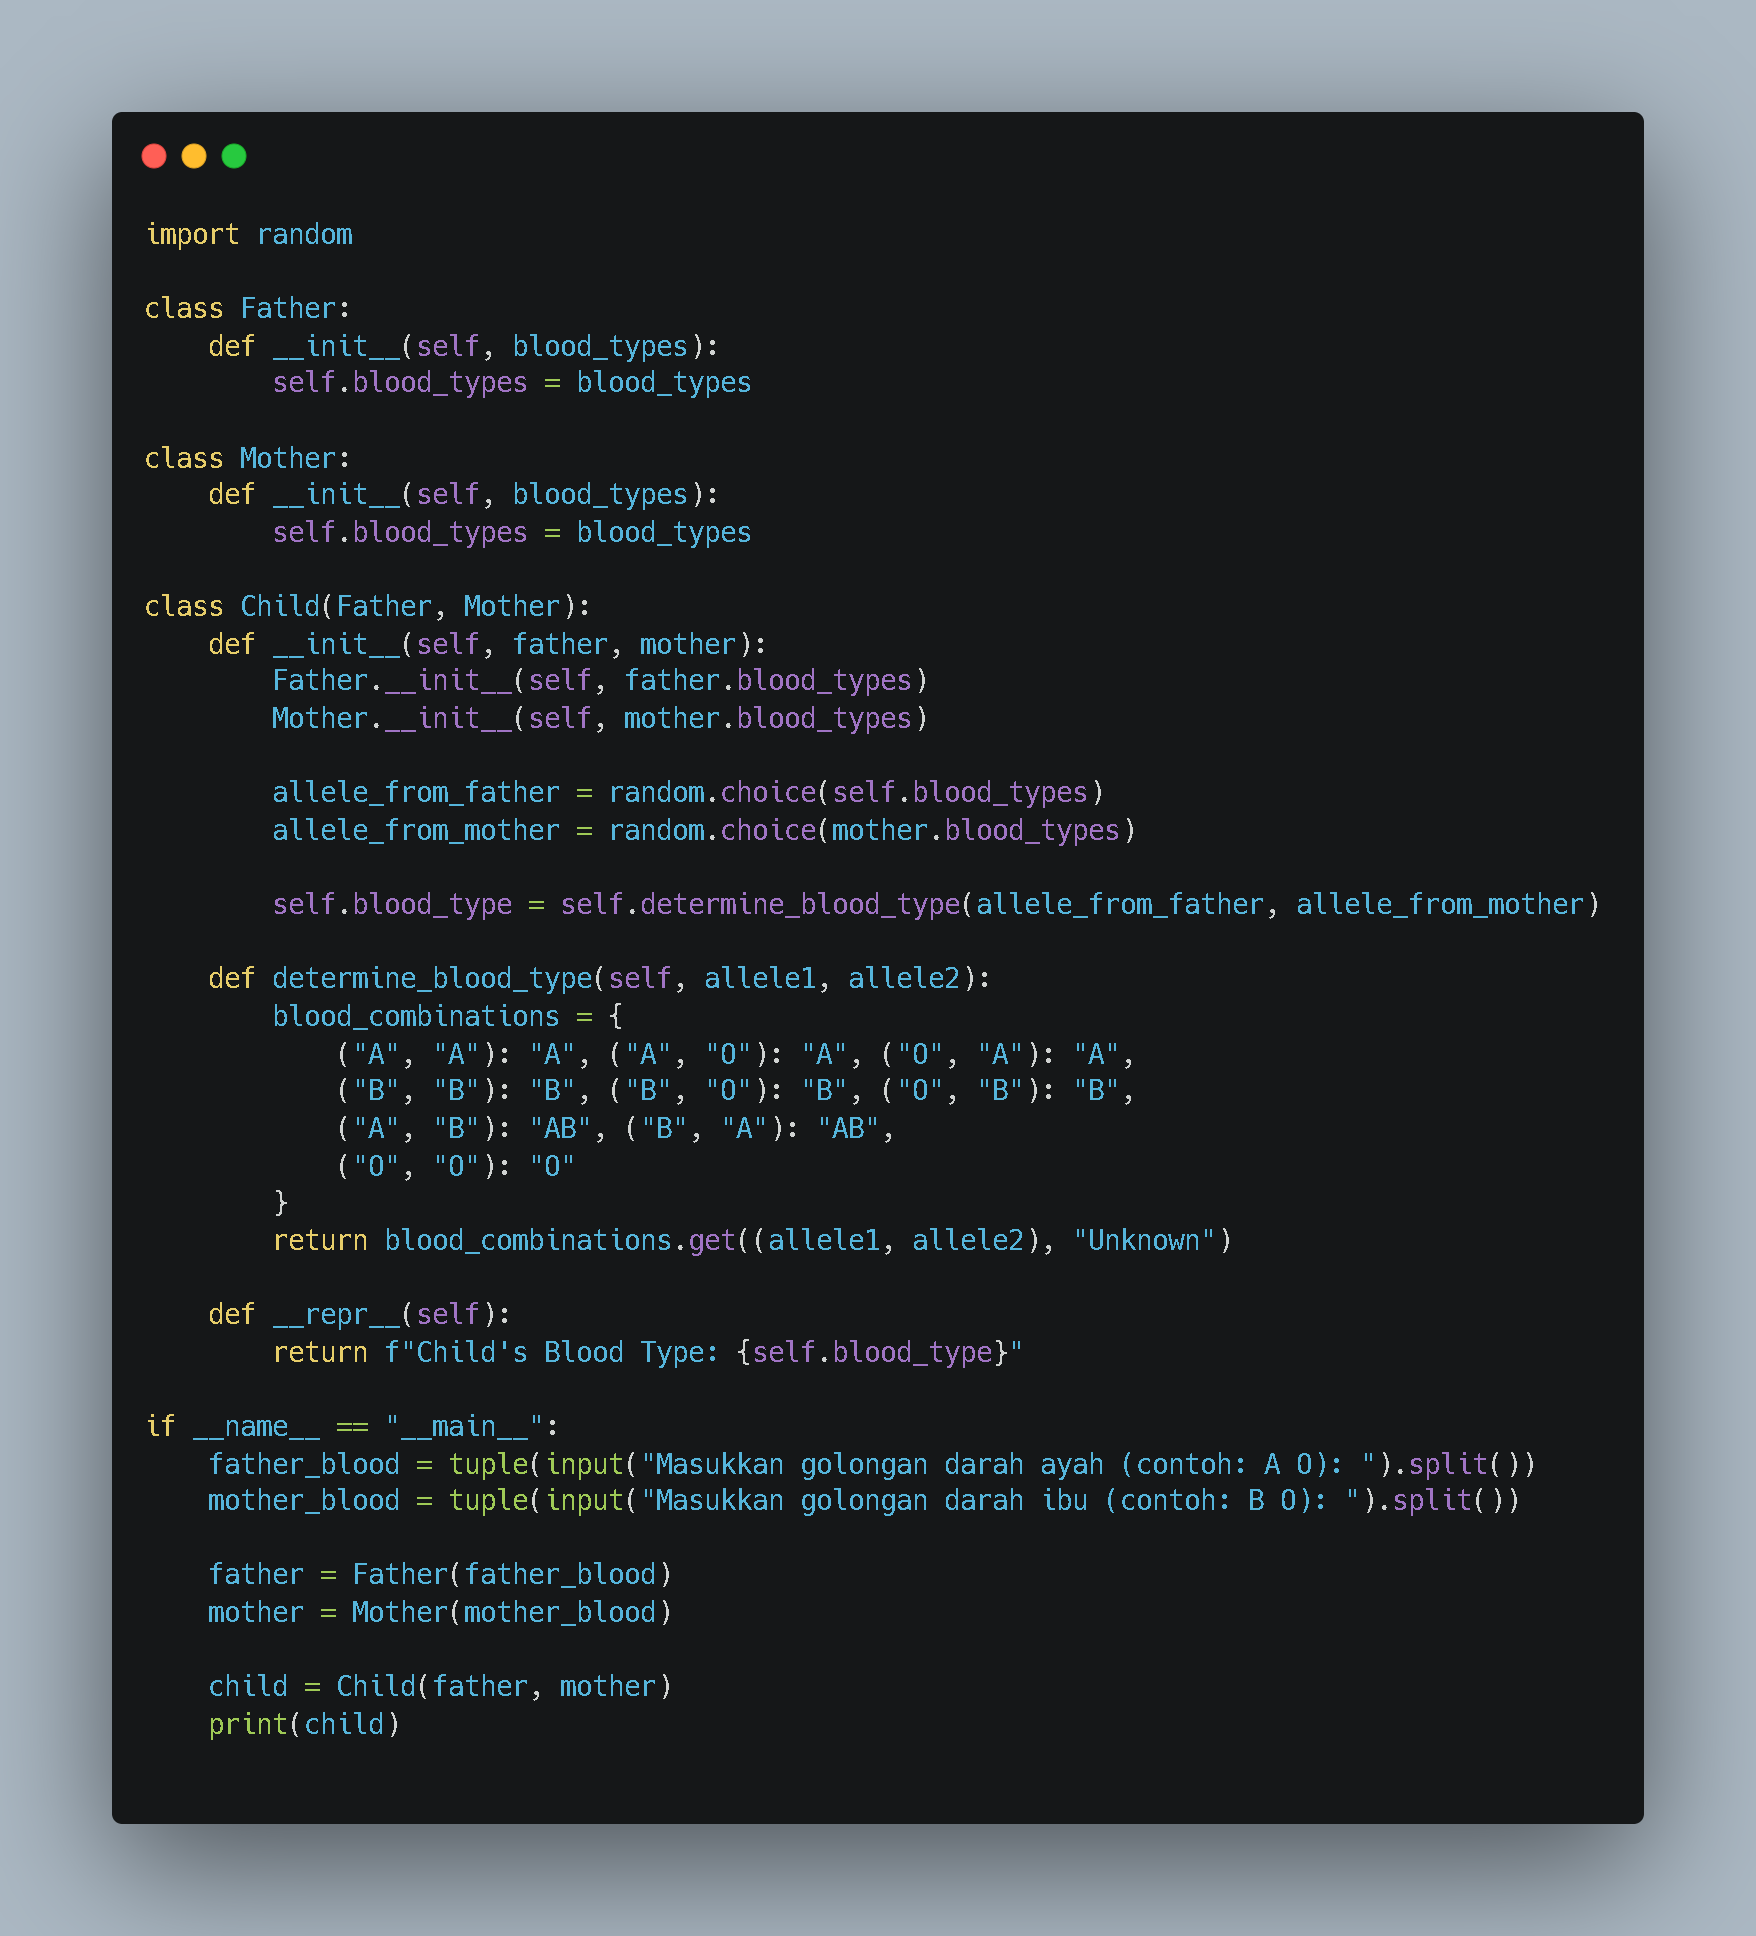 import random
class Father:
    def __init__(self, blood_types):
        self.blood_types = blood_types
class Mother:
    def __init__(self, blood_types):
        self.blood_types = blood_types
class Child(Father, Mother):
    def __init__(self, father, mother):
        Father.__init__(self, father.blood_types)
        Mother.__init__(self, mother.blood_types)
        allele_from_father = random.choice(self.blood_types)
        allele_from_mother = random.choice(mother.blood_types)
        self.blood_type = self.determine_blood_type(allele_from_father, allele_from_mother)
    def determine_blood_type(self, allele1, allele2):
        blood_combinations = {
            ("A", "A"): "A", ("A", "O"): "A", ("O", "A"): "A",
            ("B", "B"): "B", ("B", "O"): "B", ("O", "B"): "B",
            ("A", "B"): "AB", ("B", "A"): "AB",
            ("O", "O"): "O"
        }
        return blood_combinations.get((allele1, allele2), "Unknown")
    def __repr__(self):
        return f"Child's Blood Type: {self.blood_type}"
if __name__ == "__main__":
    father_blood = tuple(input("Masukkan golongan darah ayah (contoh: A O): ").split())
    mother_blood = tuple(input("Masukkan golongan darah ibu (contoh: B O): ").split())
    father = Father(father_blood)
    mother = Mother(mother_blood)
    child = Child(father, mother)
    print(child)